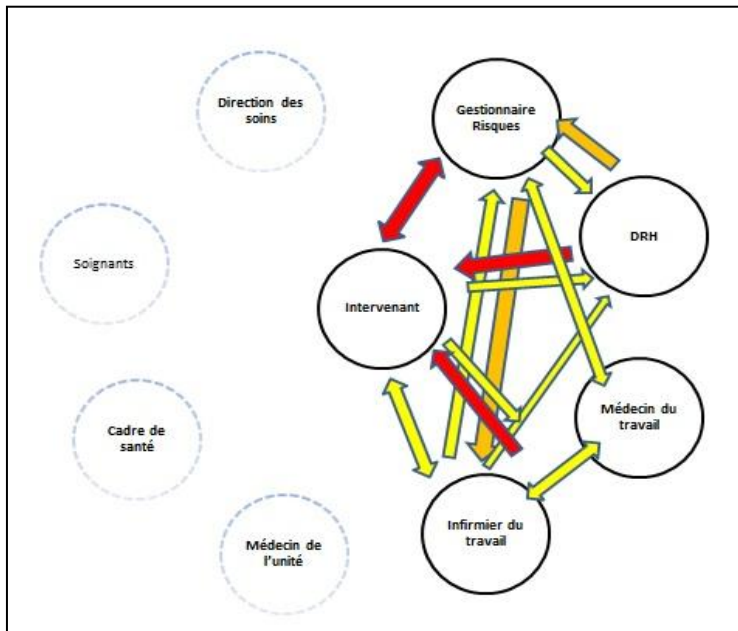 Direction des
soins
Gestionnaire
Risques
Soignants
DRH
Intervenant
Cadre de
santé
Médecin du
travail
Médecin de
l'unité
Infirmier du
travail